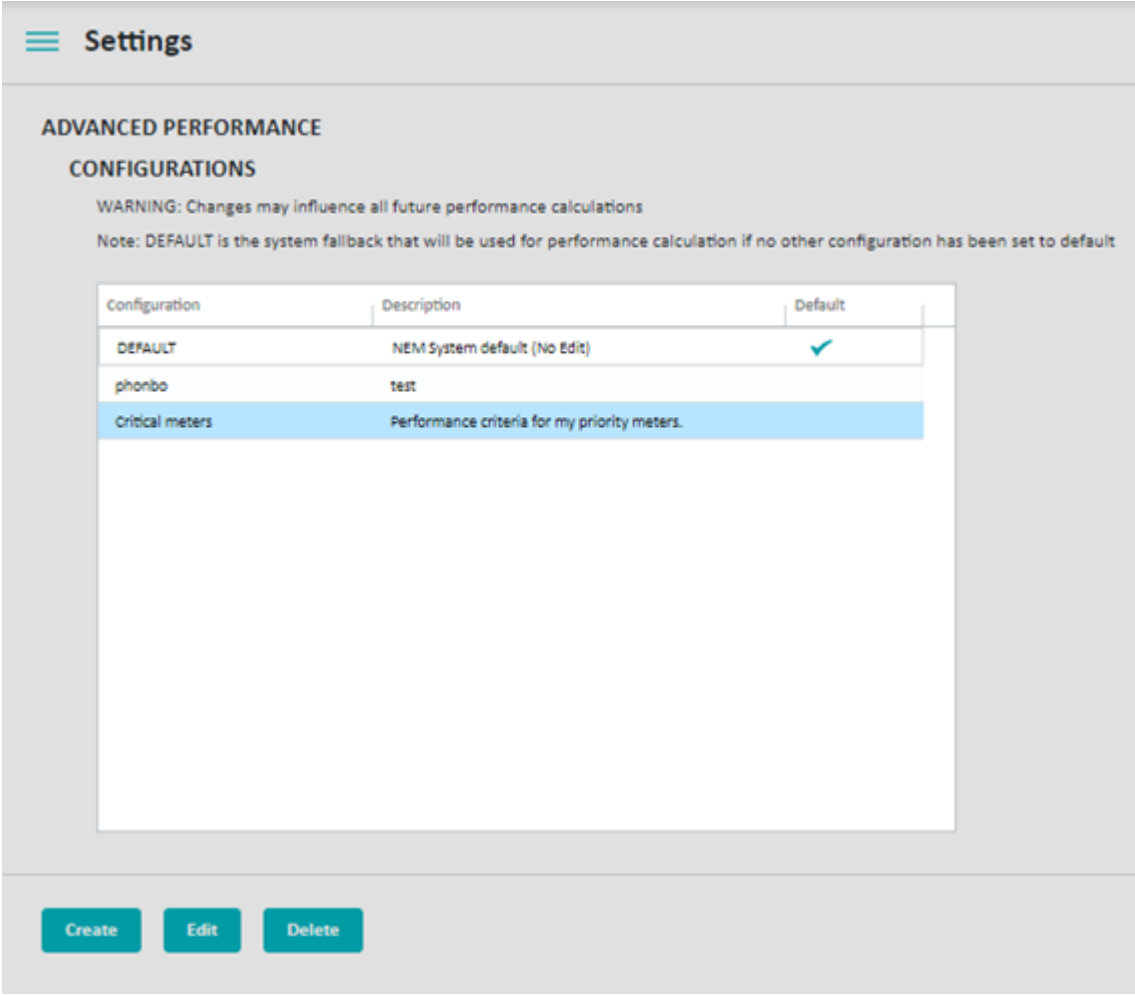 Settings
ADVANCED PERFORMANCE
CONFIGURATIONS
WARNING: Changes may influence all future performance calculations
Note: DEFAULT is the system fallback that will be used for performance calculation if no other configuration has been set to default
Configuration Description Default
DEFAULT NEM System default (No Edit)
phonbo test
Critical meters Performance criteria for my priority meters.
Create Edit Delete